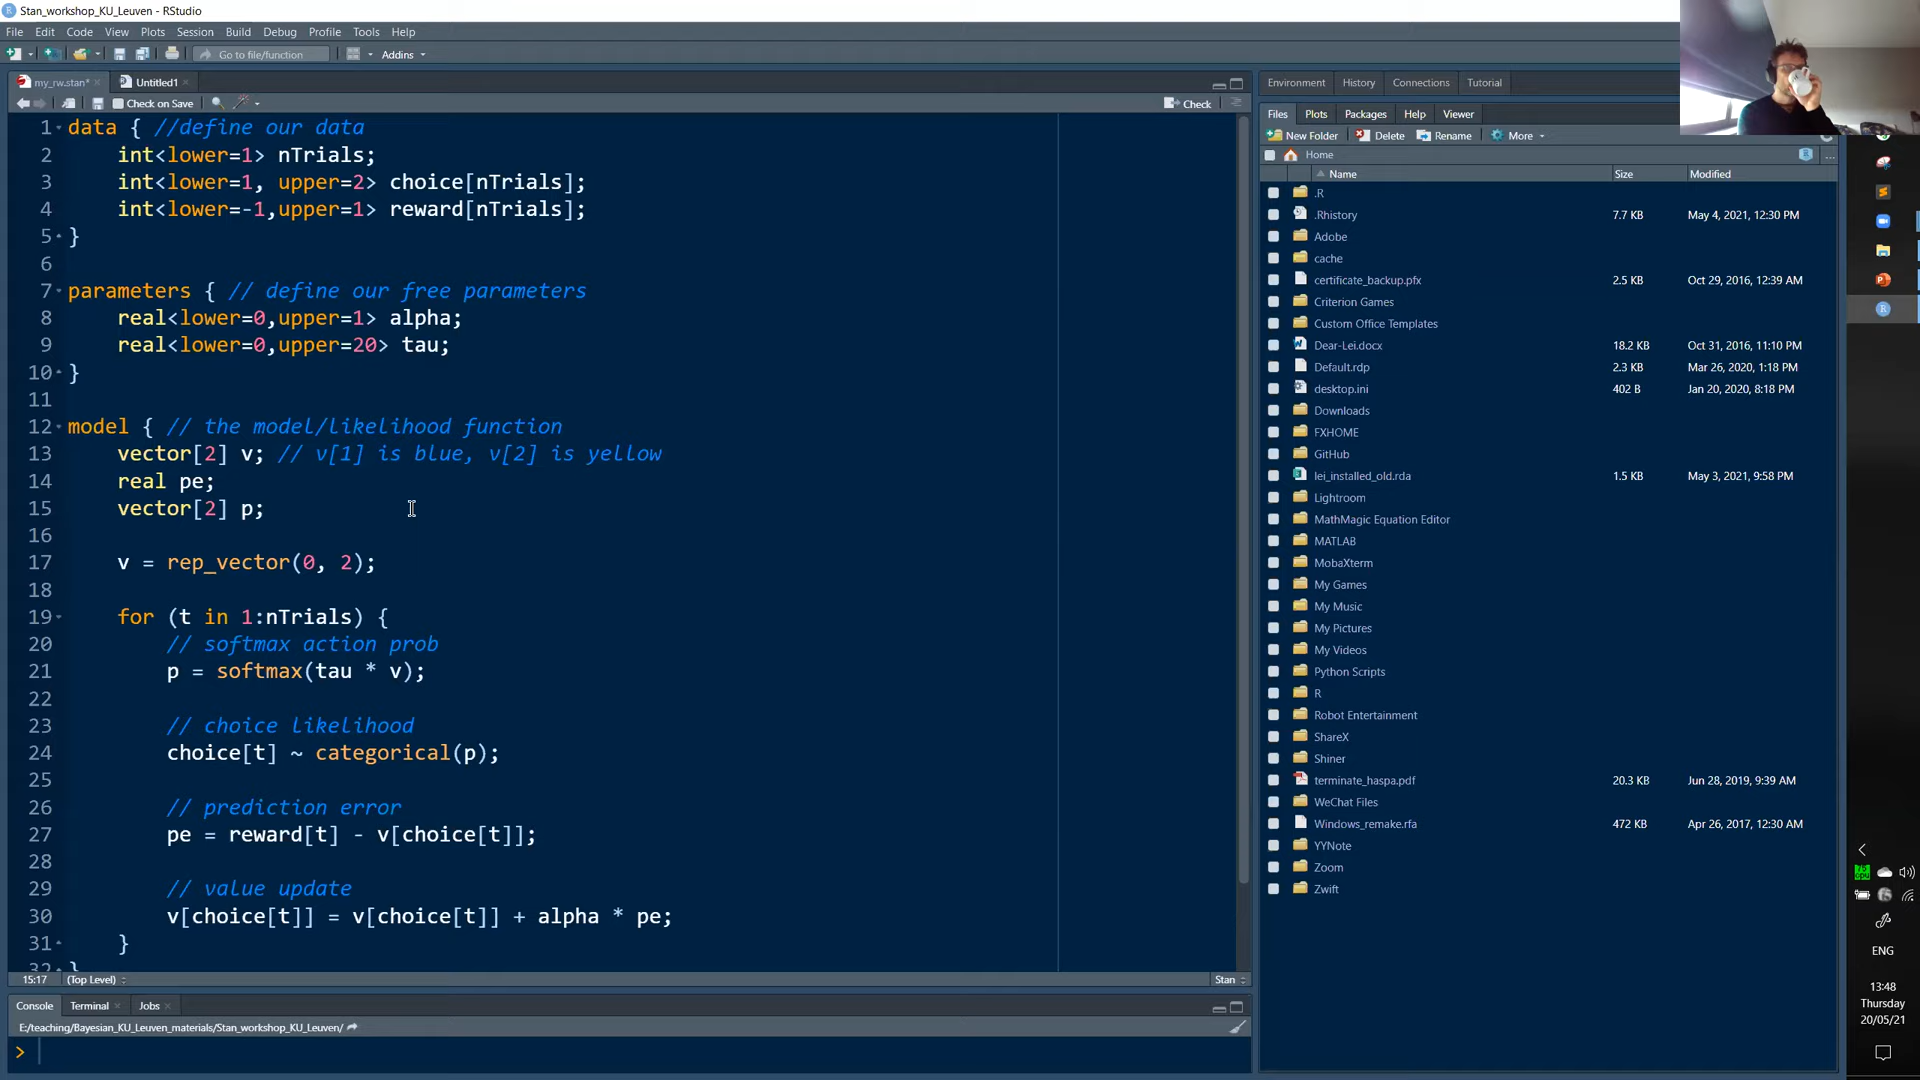 Stan_workshop_KU_Leuven - RStudio
File Edit Code View Plots Session Build Debug Profile Tools Help
Go to file/function
Addins
my_rw.stan*
Untitled1
Check on Save
Check
1 data { //define our data
2 int<lower=1> nTrials;
3 int<lower=1, upper=2> choice[nTrials];
4 int<lower=-1,upper=1> reward[nTrials];
5 }
6
7 parameters { // define our free parameters
8 real<lower=0,upper=1> alpha;
9 real<lower=0,upper=20> tau;
10 }
11
12 model { // the model/likelihood function
13 vector[2] v; // v[1] is blue, v[2] is yellow
14 real pe;
15 vector[2] p;
16
17 v = rep_vector(0, 2);
18
19 for (t in 1:nTrials) {
20 // softmax action prob
21 p = softmax(tau * v);
22
23 // choice likelihood
24 choice[t] ~ categorical(p);
25
26 // prediction error
27 pe = reward[t] - v[choice[t]];
28
29 // value update
30 v[choice[t]] = v[choice[t]] + alpha * pe;
31 }
32 }
15:17 (Top Level) Stan
Console Terminal Jobs
E:/teaching/Bayesian_KU_Leuven_materials/Stan_workshop_KU_Leuven/
>
Environment History Connections Tutorial
Files Plots Packages Help Viewer
New Folder Delete Rename More
Home
Name Size Modified
.R
.Rhistory 7.7 KB May 4, 2021, 12:30 PM
Adobe
cache
certificate_backup.pfx 2.5 KB Oct 29, 2016, 12:39 AM
Criterion Games
Custom Office Templates
Dear-Lei.docx 18.2 KB Oct 31, 2016, 11:10 PM
Default.rdp 2.3 KB Mar 26, 2020, 1:18 PM
desktop.ini 402 B Jan 20, 2020, 8:18 PM
Downloads
FXHOME
GitHub
lei_installed_old.rda 1.5 KB May 3, 2021, 9:58 PM
Lightroom
MathMagic Equation Editor
MATLAB
MobaXterm
My Games
My Music
My Pictures
My Videos
Python Scripts
R
Robot Entertainment
ShareX
Shiner
terminate_haspa.pdf 20.3 KB Jun 28, 2019, 9:39 AM
WeChat Files
Windows_remake.rfa 472 KB Apr 26, 2017, 12:30 AM
YYNote
Zoom
Zwift
ENG
13:48
Thursday
20/05/21